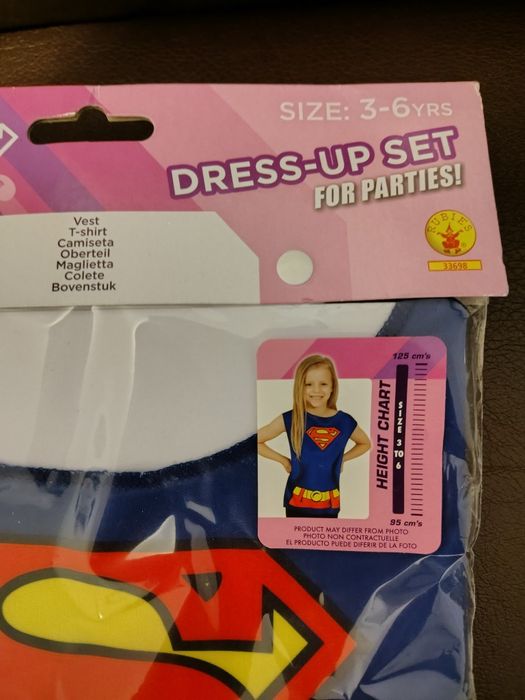 SIZE: 3-6YRS
DRESS-UP SET
FOR PARTIES!
Vest
T-shirt
Camiseta
Oberteil
Maglietta
Colete
Bovenstuk
RUBIES
33698
125 cm's
HEIGHT CHART
SIZE 3 TO 6
95 cm's
PRODUCT MAY DIFFER FROM PHOTO
PHOTO NON CONTRACTUELLE
EL PRODUCTO PUEDE DIFERIR DE LA FOTO